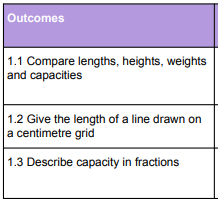 Outcomes
1.1 Compare lengths, heights, weights
and capacities
1.2 Give the length of a line drawn on
a centimetre grid
1.3 Describe capacity in fractions